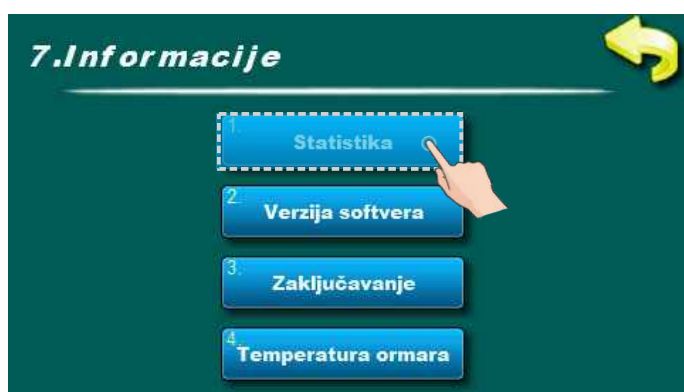 7.Informacije
1.
Statistika
2.
Verzija softvera
3.
Zaključavanje
4.
Temperatura ormara